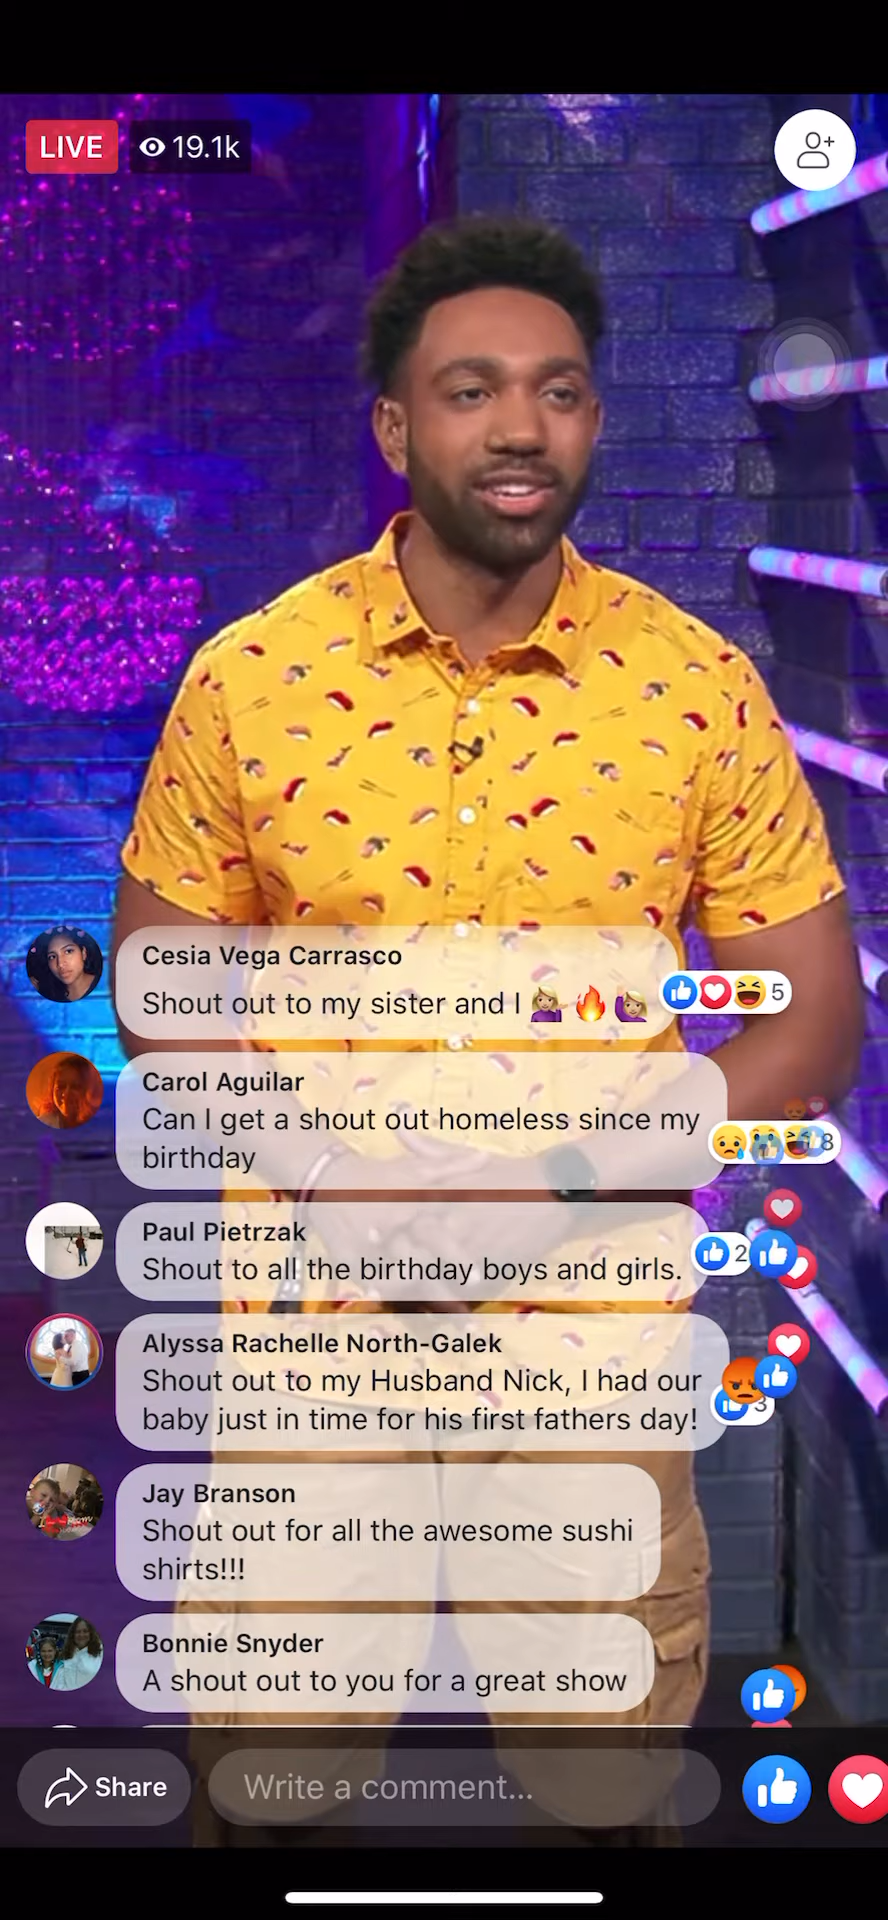 LIVE 19.1k
Cesia Vega Carrasco
Shout out to my sister and I 💁🏼‍♀️ 🔥 🙋🏼‍♀️
5
Carol Aguilar
Can I get a shout out homeless since my
birthday
8
Paul Pietrzak
Shout to all the birthday boys and girls.
2
Alyssa Rachelle North-Galek
Shout out to my Husband Nick, I had our
baby just in time for his first fathers day!
3
Jay Branson
Shout out for all the awesome sushi
shirts!!!
Bonnie Snyder
A shout out to you for a great show
Share
Write a comment...